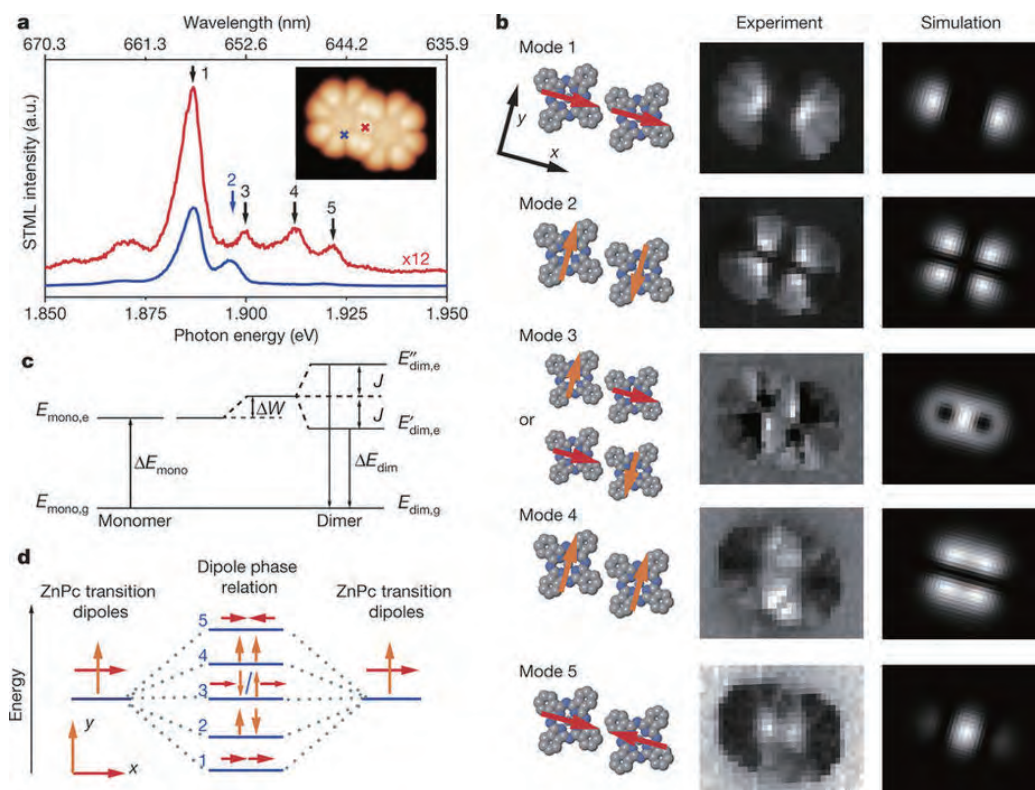 a
Wavelength (nm)
670.3 661.3 652.6 644.2 635.9
STML intensity (a.u.)
1
2
3
4
5
x12
1.850 1.875 1.900 1.925 1.950
Photon energy (eV)
b
Experiment
Simulation
Mode 1
y
x
Mode 2
Mode 3
or
Mode 4
Mode 5
c
E″dim,e
J
ΔW
J
Emono,e
E′dim,e
ΔEmono
ΔEdim
Emono,g
Edim,g
Monomer
Dimer
d
Dipole phase
relation
ZnPc transition
dipoles
ZnPc transition
dipoles
Energy
5
4
3
/
2
1
y
x